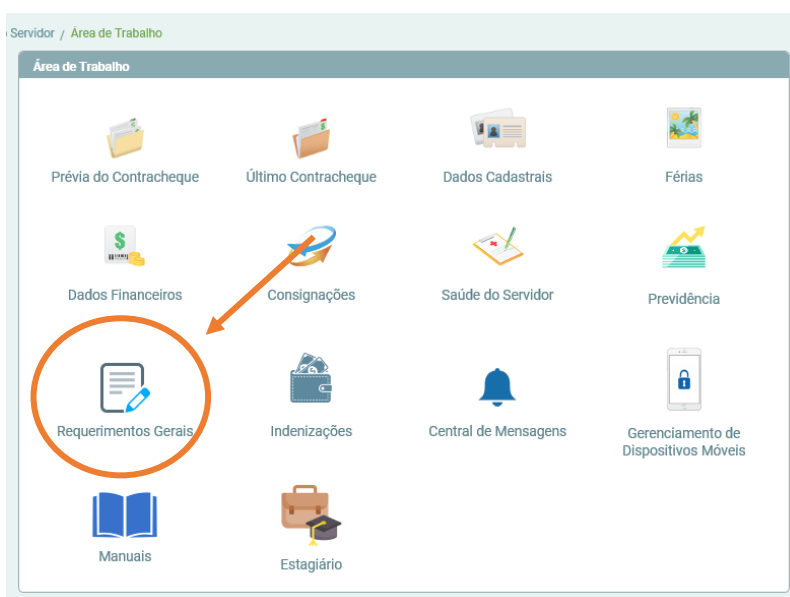 Servidor / Área de Trabalho
Área de Trabalho
Prévia do Contracheque
Último Contracheque
Dados Cadastrais
Férias
Dados Financeiros
Consignações
Saúde do Servidor
Previdência
Requerimentos Gerais
Indenizações
Central de Mensagens
Gerenciamento de
Dispositivos Móveis
Manuais
Estagiário